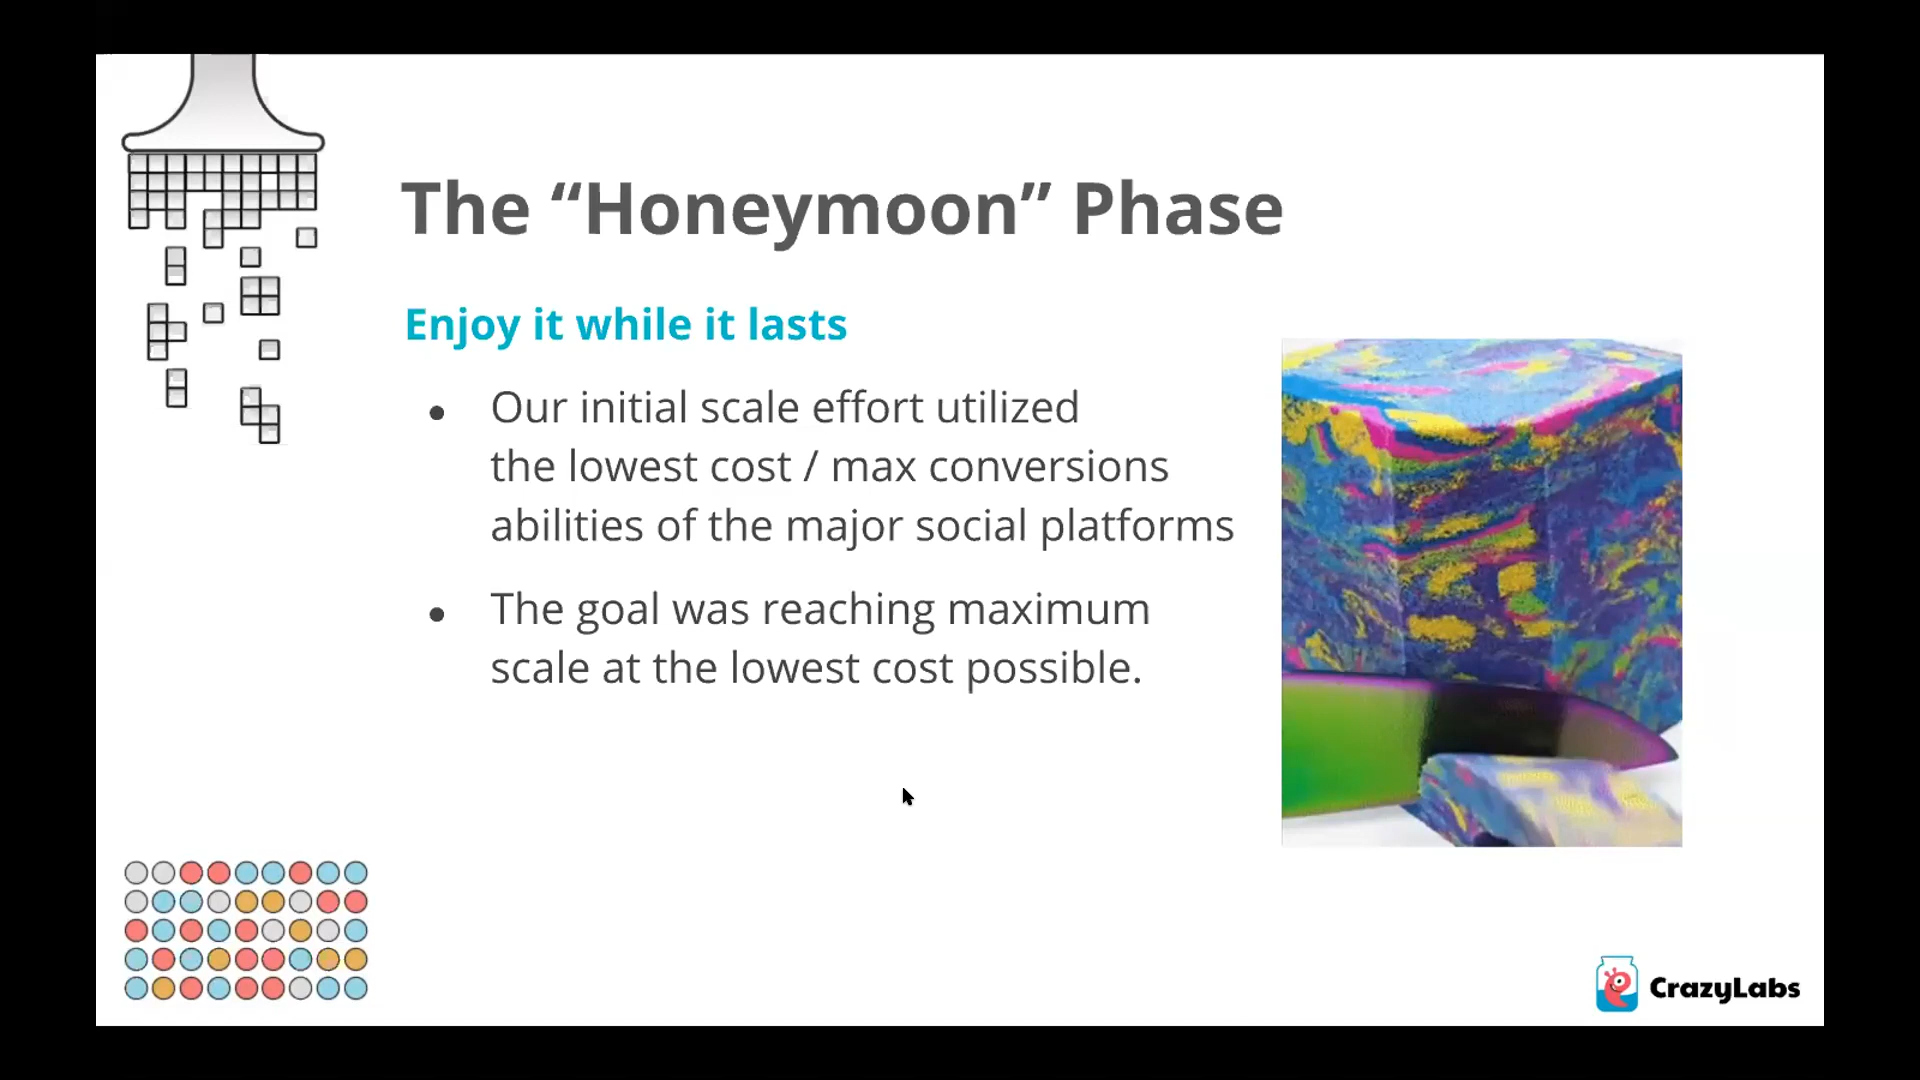 The “Honeymoon” Phase
Enjoy it while it lasts
● Our initial scale effort utilized
the lowest cost / max conversions
abilities of the major social platforms
● The goal was reaching maximum
scale at the lowest cost possible.
CrazyLabs